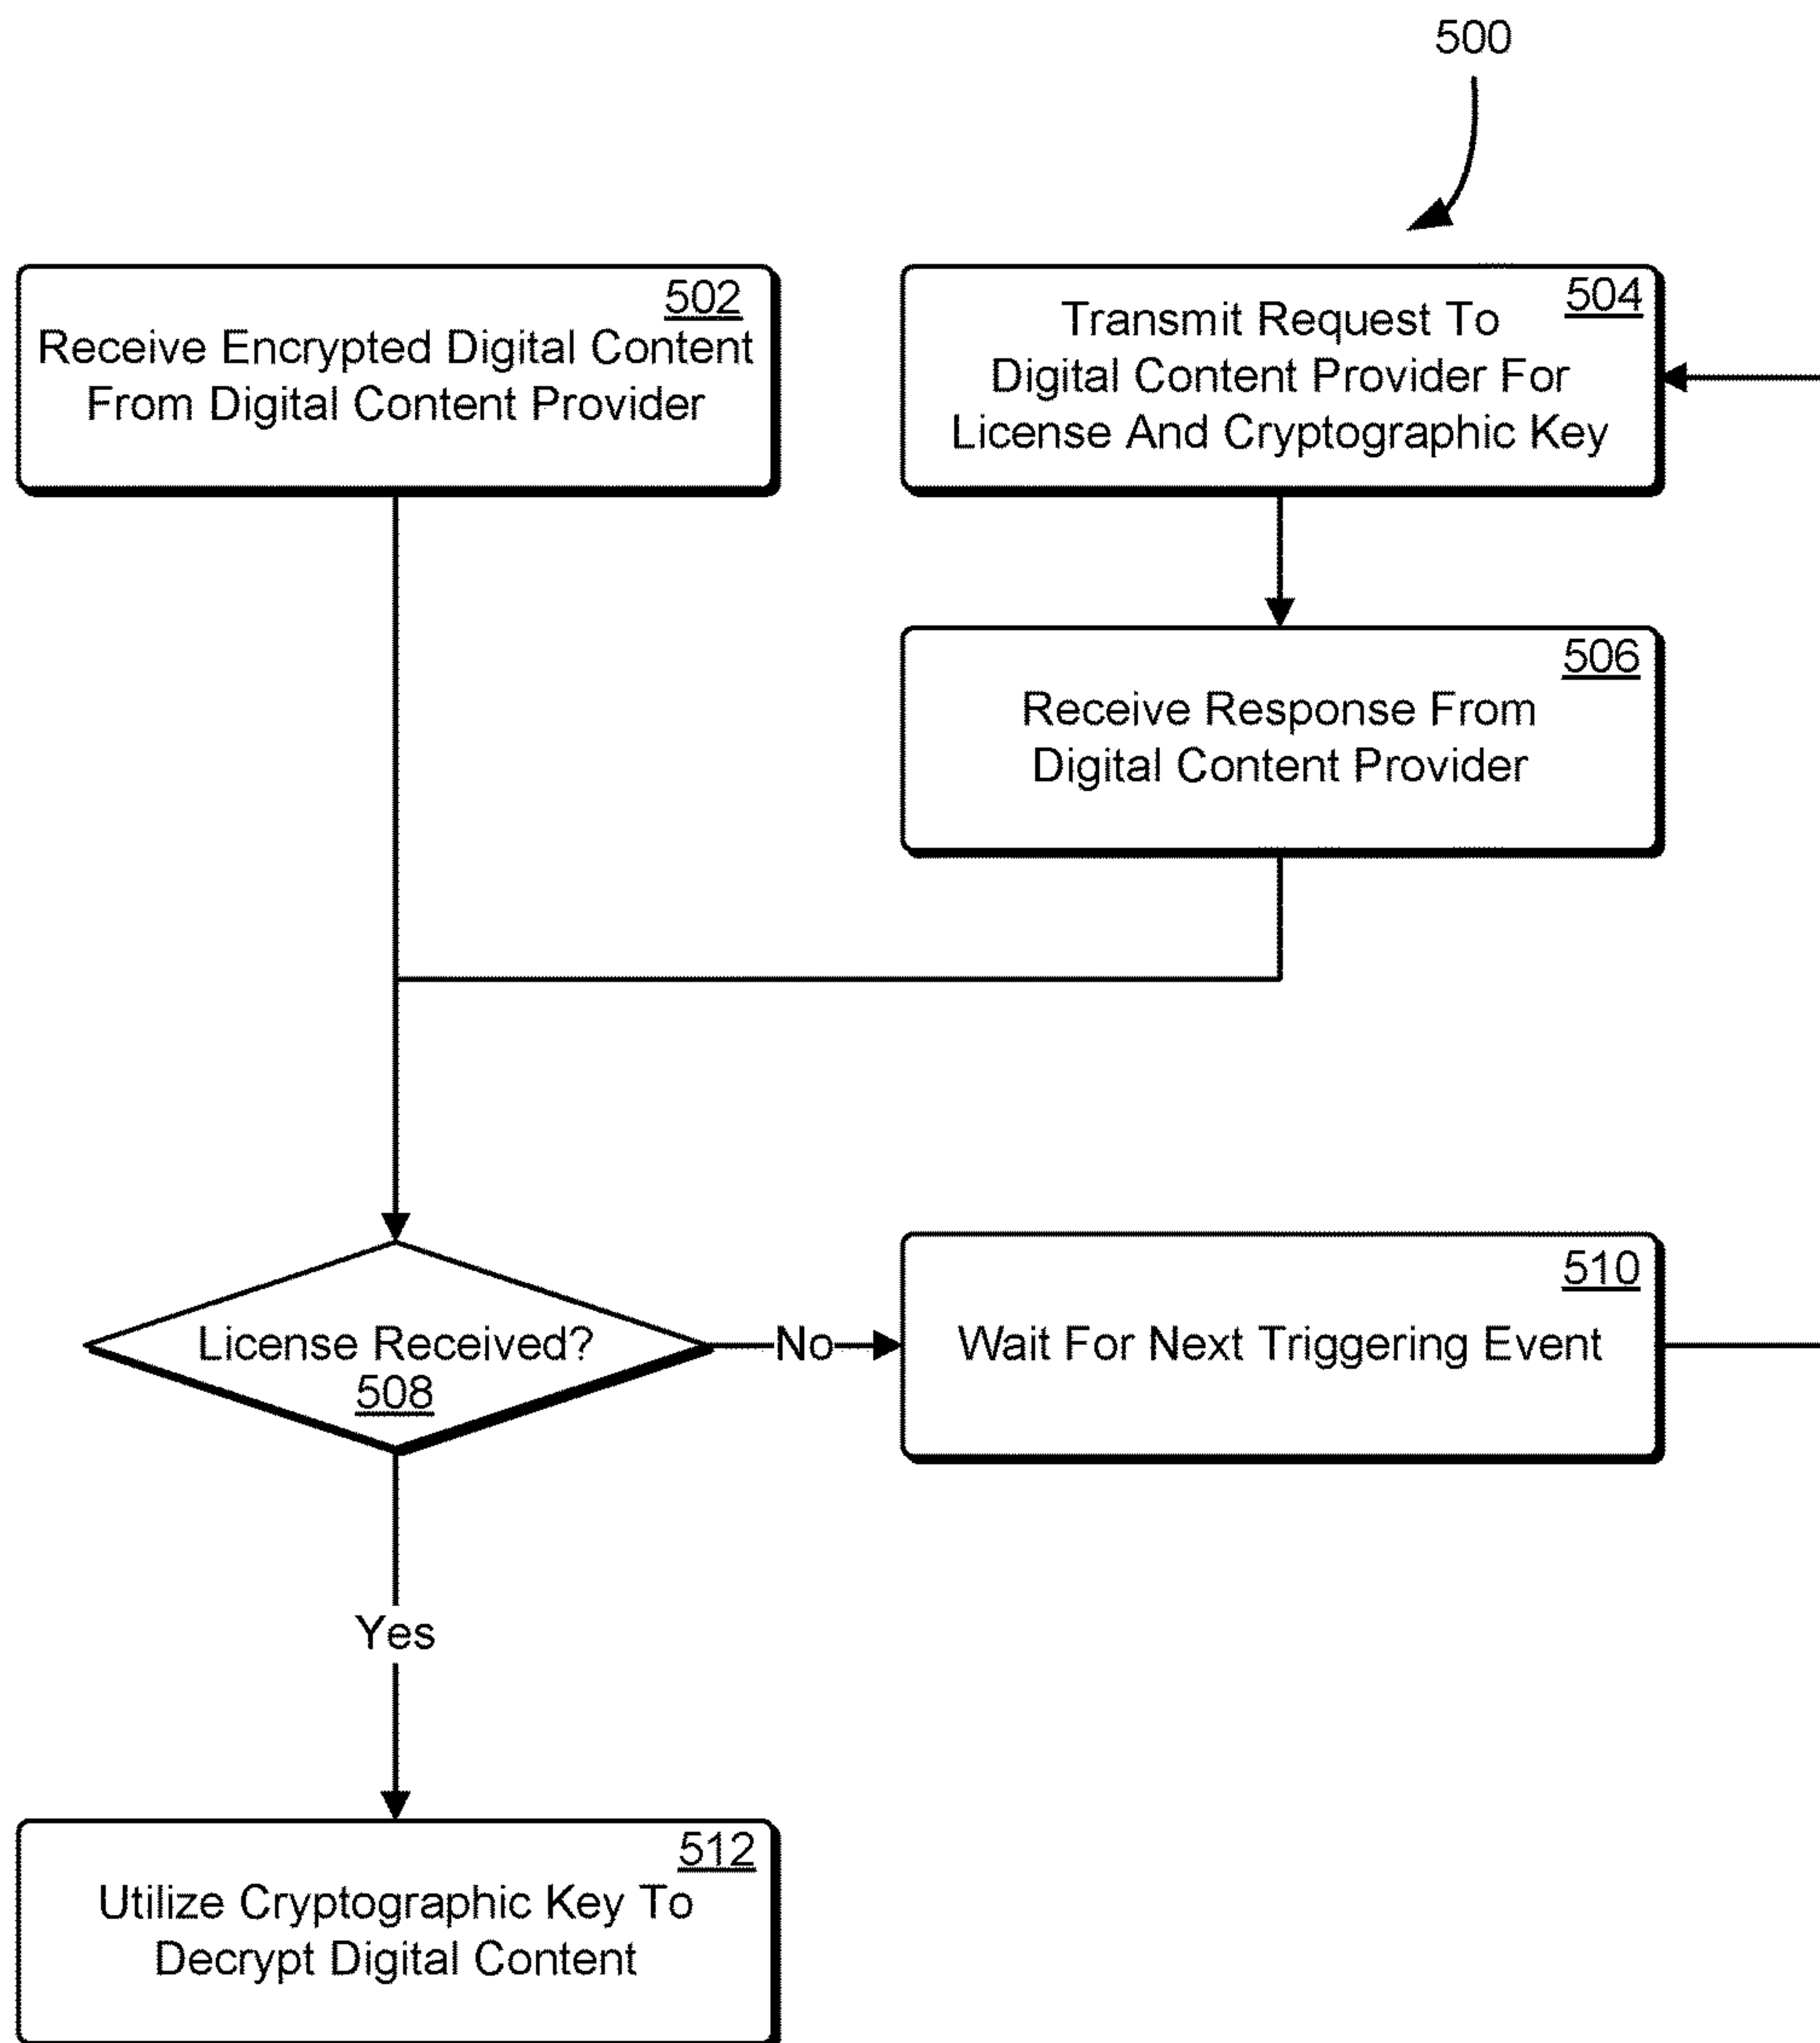 500
502
Receive Encrypted Digital Content
From Digital Content Provider
504
Transmit Request To
Digital Content Provider For
License And Cryptographic Key
506
Receive Response From
Digital Content Provider
License Received?
508
No
510
Wait For Next Triggering Event
Yes
512
Utilize Cryptographic Key To
Decrypt Digital Content